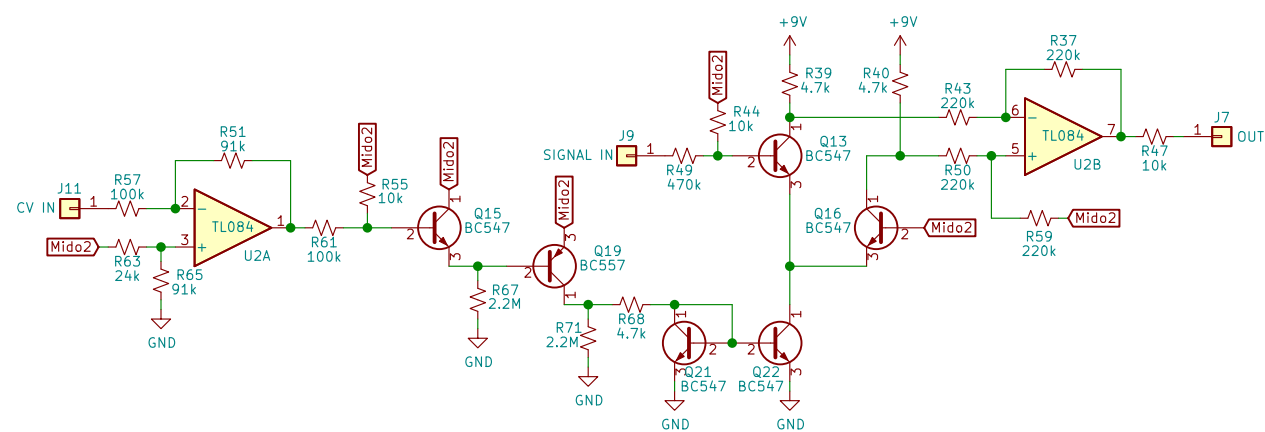 +9V
+9V
R37
220k
Mido2
R39
4.7k
R40
4.7k
R43
220k
R44
10k
1
6
−
TL084
7
J7
1
OUT
R51
91k
Mido2
Mido2
J9
SIGNAL IN
1
2
Q13
BC547
5
+
U2B
R47
10k
R49
470k
3
R50
220k
J11
CV IN
1
R57
100k
2
−
R55
10k
1
Mido2
Q16
BC547
1
2
Mido2
Mido2
R59
220k
TL084
1
Q15
BC547
2
Mido2
R63
24k
3
+
U2A
R61
100k
3
3
Q19
BC557
3
R65
91k
2
R67
2.2M
1
GND
R71
2.2M
R68
4.7k
1
1
2
2
GND
3
Q21
BC547
3
Q22
BC547
GND
GND
GND